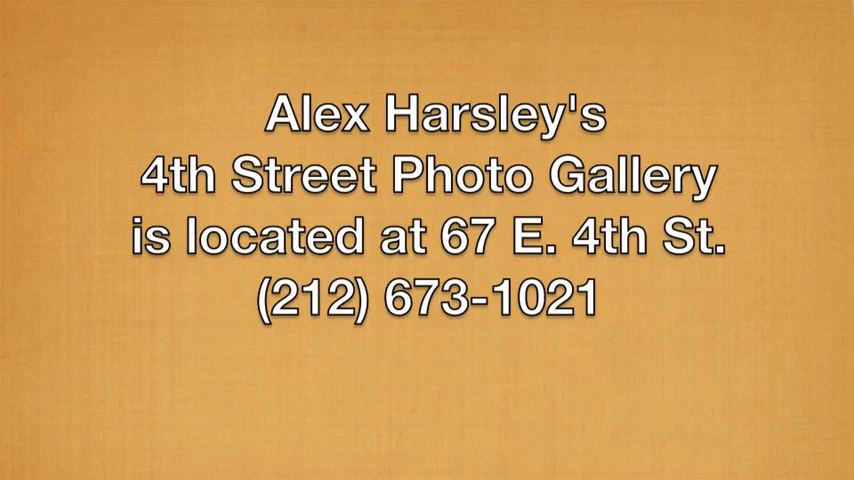 Alex Harsley's
4th Street Photo Gallery
is located at 67 E. 4th St.
(212) 673-1021